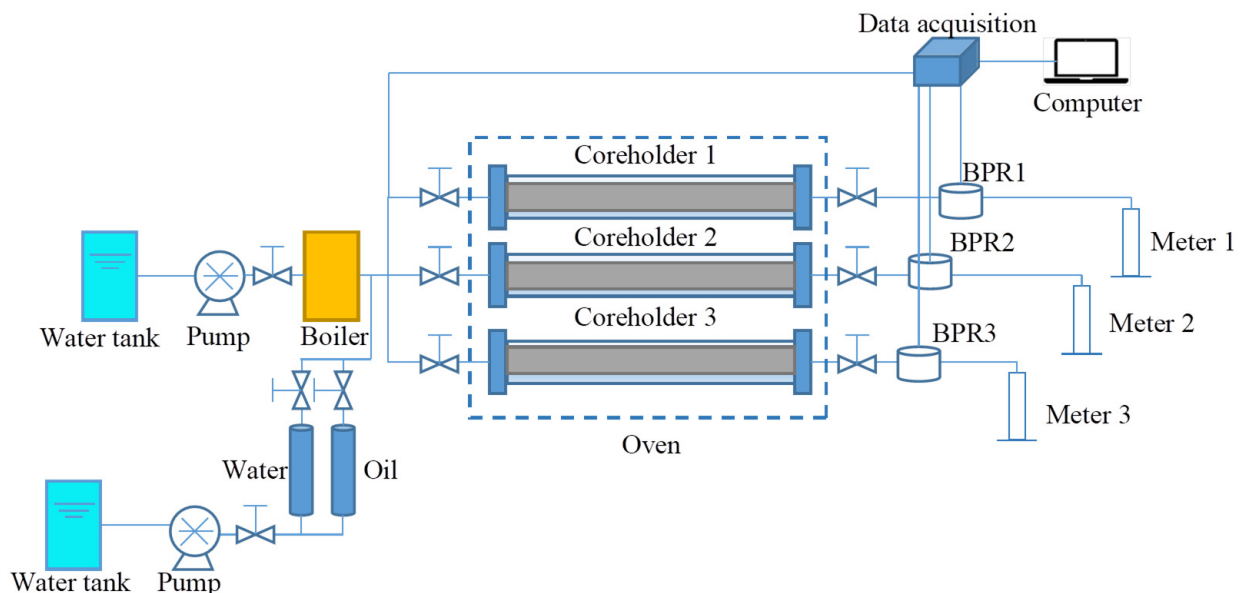 Data acquisition
Computer
Coreholder 1
BPR1
Meter 1
Coreholder 2
BPR2
Meter 2
Water tank
Pump
Boiler
Coreholder 3
BPR3
Meter 3
Oven
Water
Oil
Water tank
Pump